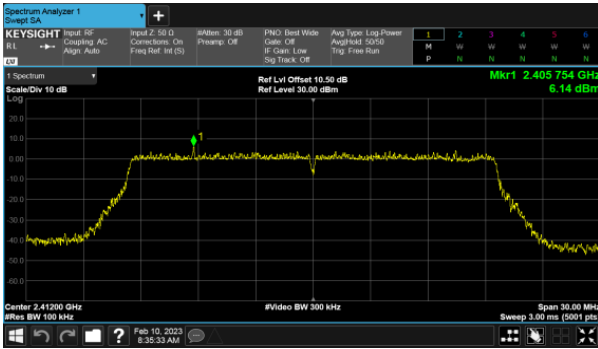 Spectrum Analyzer 1
Swept SA
+
KEYSIGHT
RL
LXI
Input: RF
Coupling: AC
Align: Auto
Input Z: 50 Ω
Corrections: On
Freq Ref: Int (S)
#Atten: 30 dB
Preamp: Off
PNO: Best Wide
Gate: Off
IF Gain: Low
Sig Track: Off
Avg Type: Log-Power
Avg|Hold: 50/50
Trig: Free Run
1 2 3 4 5 6
M W W W W W
P N N N N N
1 Spectrum
Scale/Div 10 dB
Ref Lvl Offset 10.50 dB
Ref Level 30.00 dBm
Mkr1 2.405 754 GHz
6.14 dBm
Log
20.0
10.0
0.00
-10.0
-20.0
-30.0
-40.0
-50.0
-60.0
1
Center 2.41200 GHz
#Res BW 100 kHz
#Video BW 300 kHz
Span 30.00 MHz
Sweep 3.00 ms (5001 pts)
?
Feb 10, 2023
8:35:33 AM